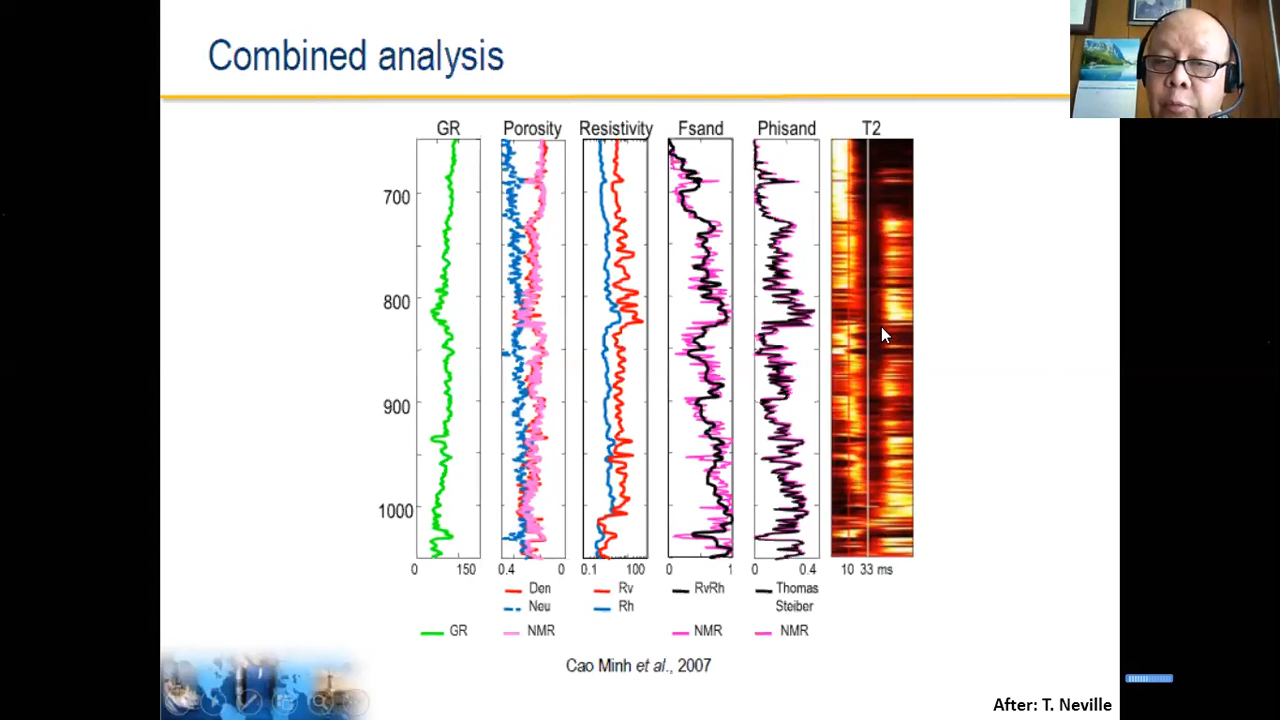 Combined analysis
GR Porosity Resistivity Fsand Phisand T2
700
800
900
1000
0 150 0.4 0 0.1 100 0 1 0 0.4 10 33 ms
Den Rv RvRh Thomas
Neu Rh Steiber
GR NMR NMR NMR
Cao Minh et al., 2007
After: T. Neville